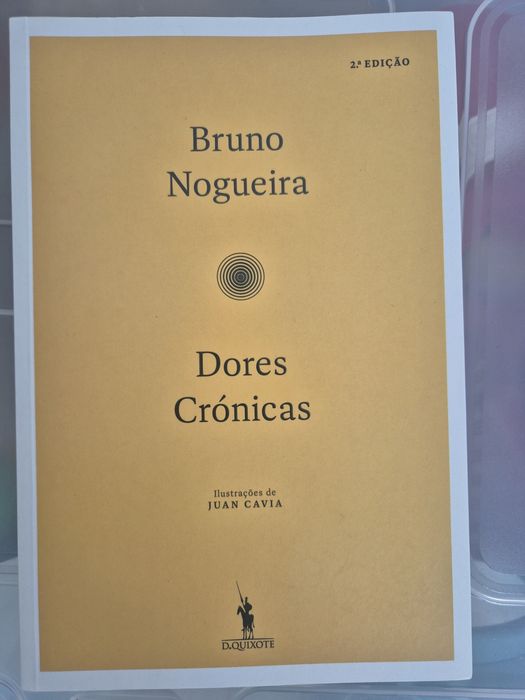 2.ª EDIÇÃO
Bruno
Nogueira
Dores
Crónicas
Ilustrações de
JUAN CAVIA
D.QUIXOTE